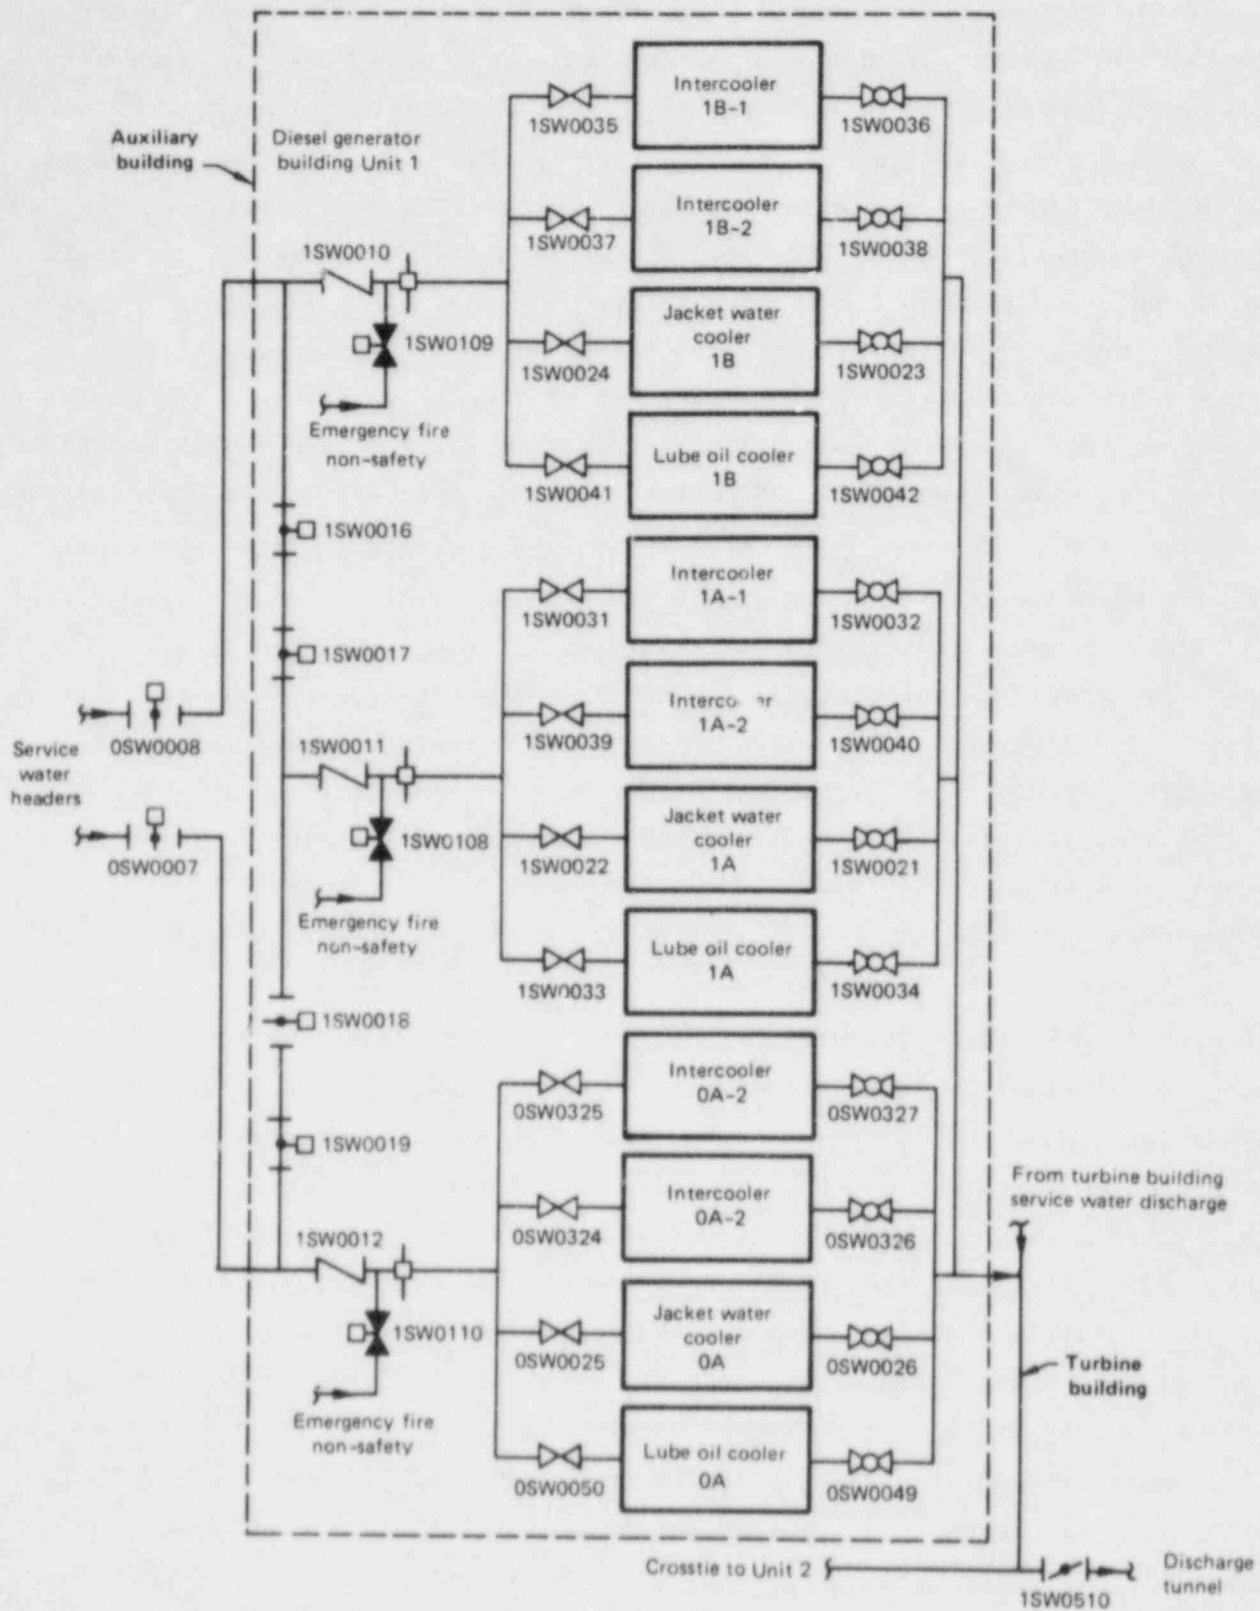 Auxiliary
building
Diesel generator
building Unit 1
Intercooler
1B-1
1SW0035
1SW0036
Intercooler
1B-2
1SW0037
1SW0038
1SW0010
1SW0109
Emergency fire
non-safety
Jacket water
cooler
1B
1SW0024
1SW0023
Lube oil cooler
1B
1SW0041
1SW0042
1SW0016
Intercooler
1A-1
1SW0031
1SW0032
1SW0017
Interco er
1A-2
1SW0039
1SW0040
0SW0008
Service
water
headers
0SW0007
1SW0011
1SW0108
Emergency fire
non-safety
Jacket water
cooler
1A
1SW0022
1SW0021
Lube oil cooler
1A
1SW0033
1SW0034
1SW0018
Intercooler
0A-2
0SW0325
0SW0327
1SW0019
Intercooler
0A-2
0SW0324
0SW0326
From turbine building
service water discharge
1SW0012
1SW0110
Emergency fire
non-safety
Jacket water
cooler
0A
0SW0025
0SW0026
Turbine
building
Lube oil cooler
0A
0SW0050
0SW0049
Crosstie to Unit 2
1SW0510
Discharge
tunnel